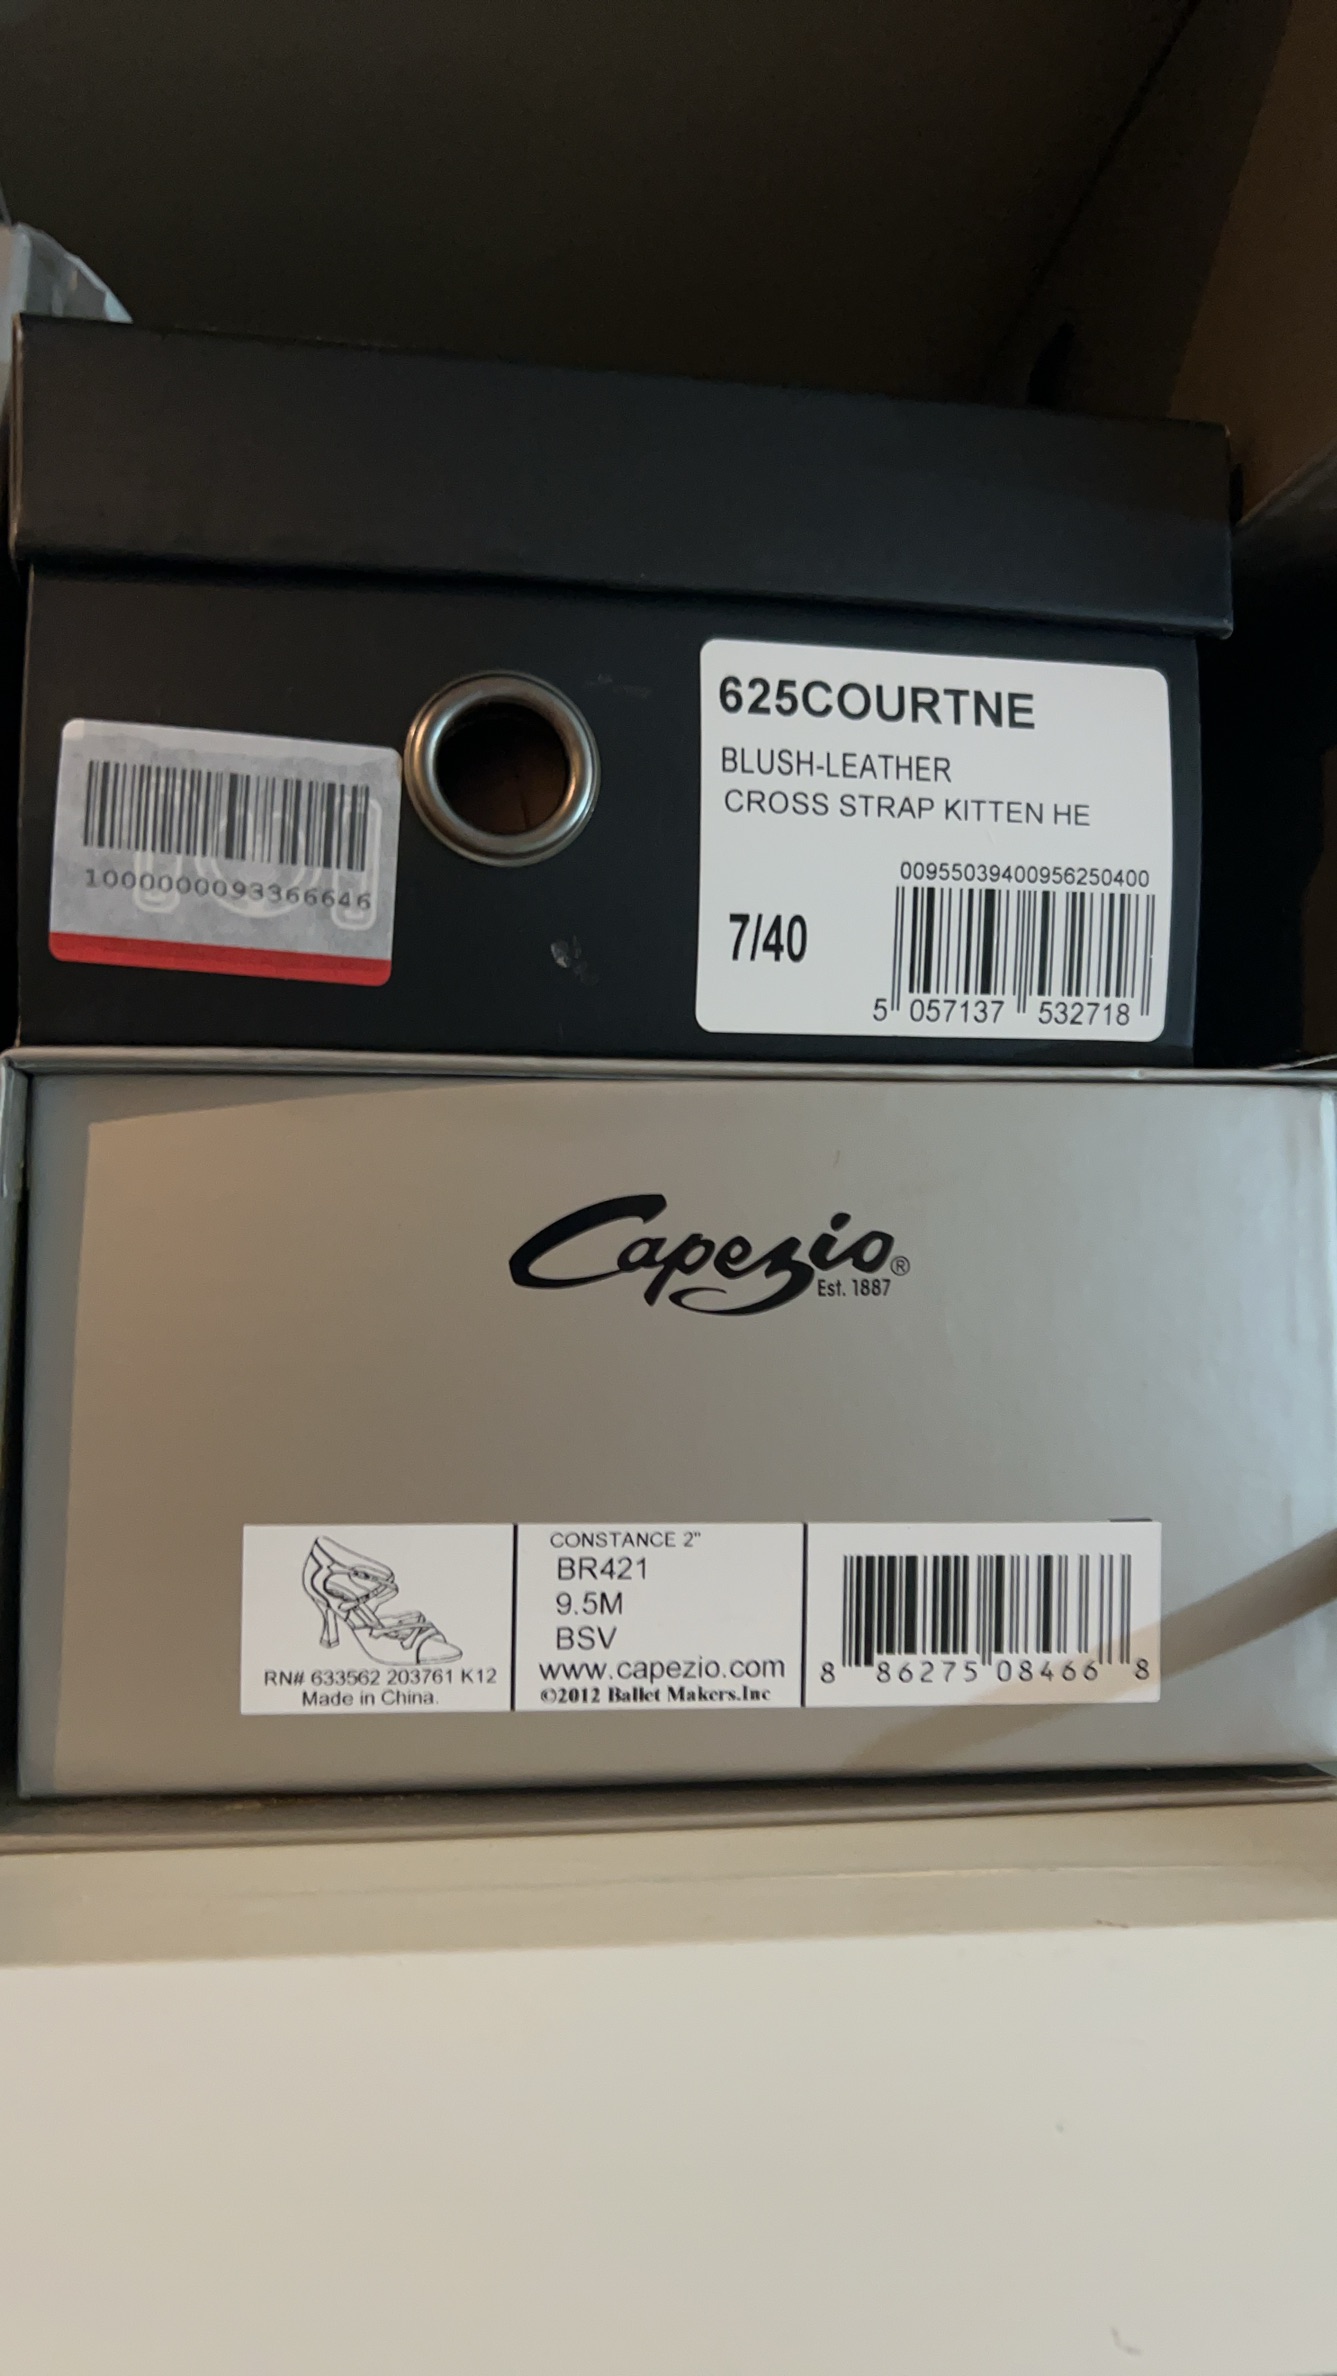 625COURTNE
BLUSH-LEATHER
CROSS STRAP KITTEN HE
00955039400956250400
7/40
5 057137 532718
1000000093366646
Capezio®
Est. 1887
CONSTANCE 2"
BR421
9.5M
BSV
www.capezio.com
©2012 Ballet Makers.Inc
RN# 633562 203761 K12
Made in China.
8 86275 08466 8